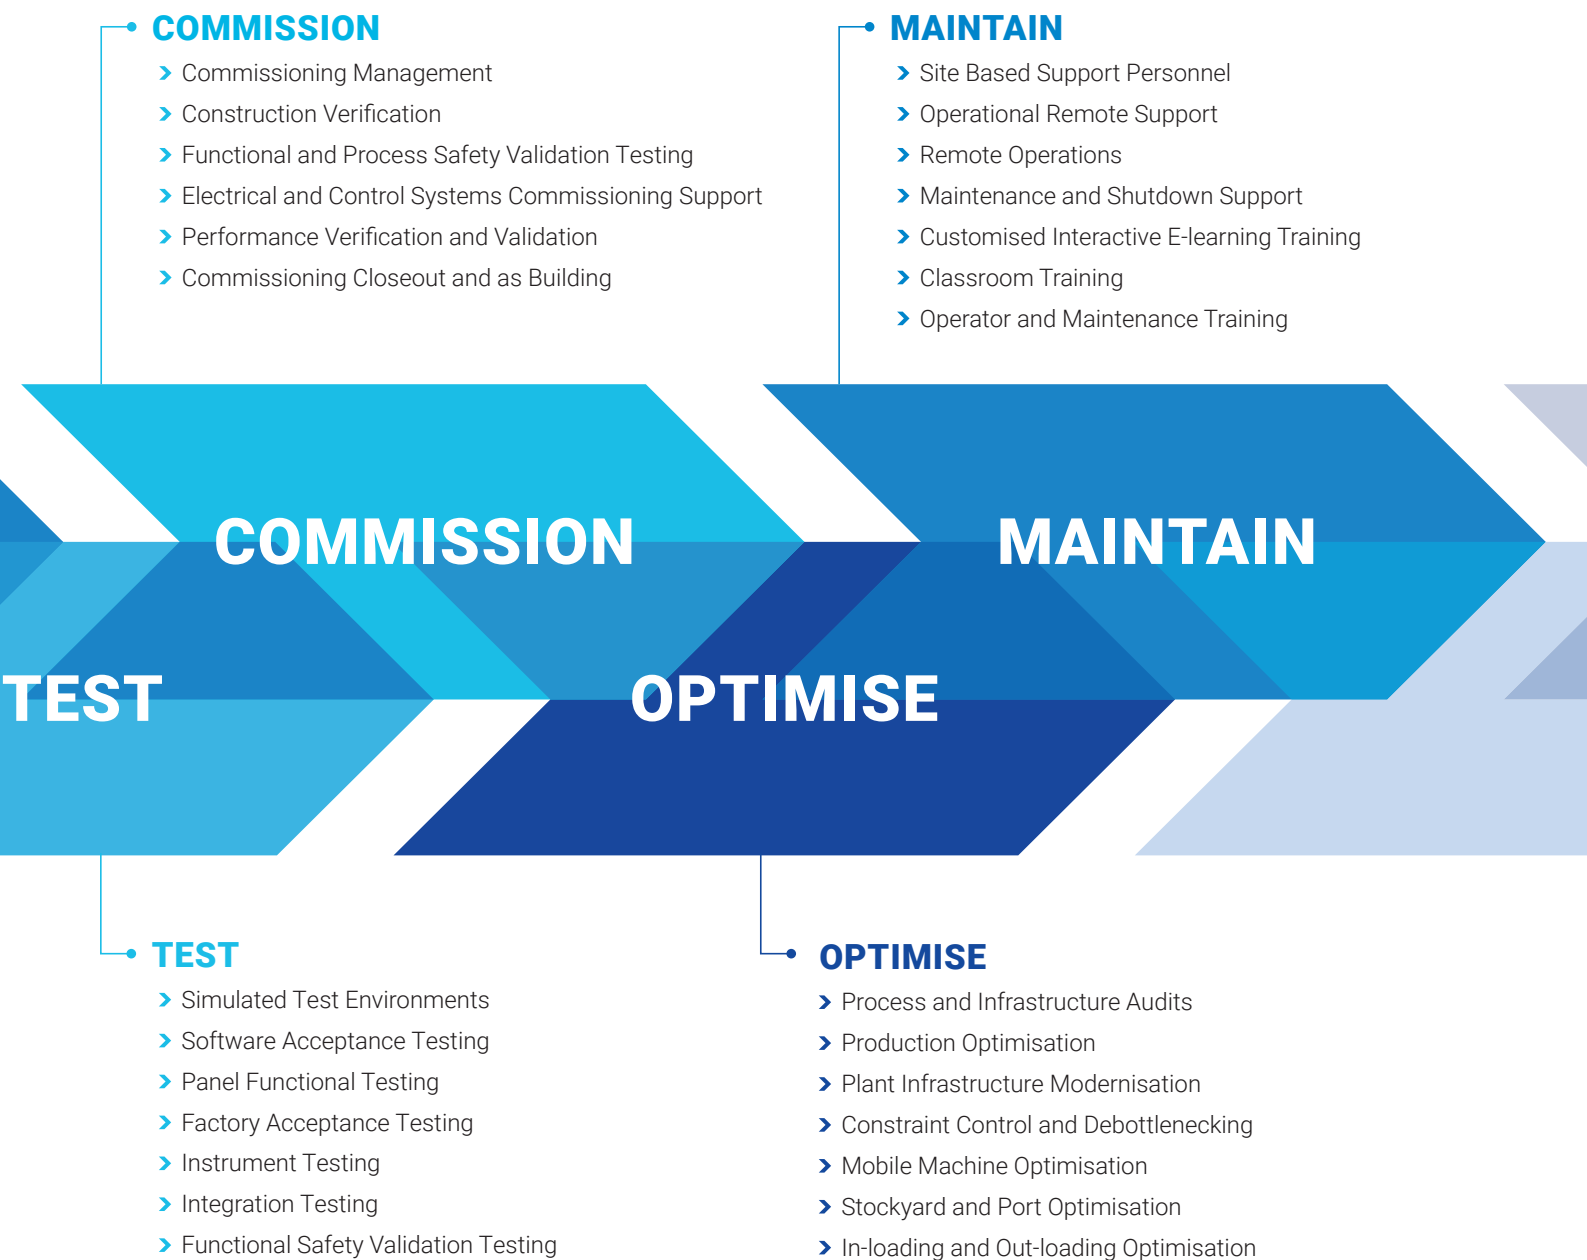 COMMISSION
Commissioning Management
Construction Verification
Functional and Process Safety Validation Testing
Electrical and Control Systems Commissioning Support
Performance Verification and Validation
Commissioning Closeout and as Building
MAINTAIN
Site Based Support Personnel
Operational Remote Support
Remote Operations
Maintenance and Shutdown Support
Customised Interactive E-learning Training
Classroom Training
Operator and Maintenance Training
COMMISSION
MAINTAIN
TEST
OPTIMISE
TEST
Simulated Test Environments
Software Acceptance Testing
Panel Functional Testing
Factory Acceptance Testing
Instrument Testing
Integration Testing
Functional Safety Validation Testing
OPTIMISE
Process and Infrastructure Audits
Production Optimisation
Plant Infrastructure Modernisation
Constraint Control and Debottlenecking
Mobile Machine Optimisation
Stockyard and Port Optimisation
In-loading and Out-loading Optimisation